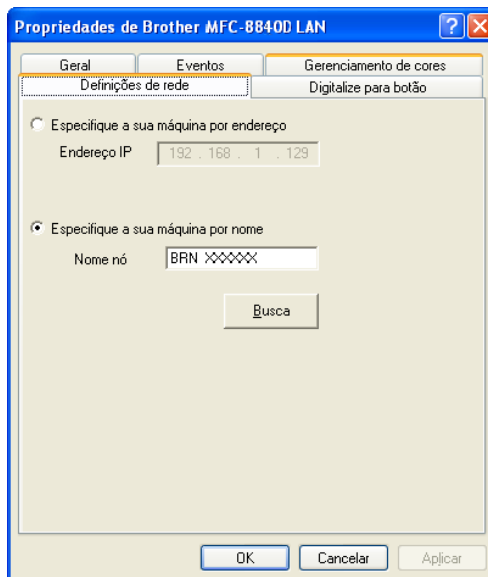 Propriedades de Brother MFC-8840D LAN
Geral Eventos Gerenciamento de cores
Definições de rede Digitalize para botão
Especifique a sua máquina por endereço
Endereço IP 192 . 168 . 1 . 129
Especifique a sua máquina por nome
Nome nó BRN XXXXXX
Busca
OK Cancelar Aplicar